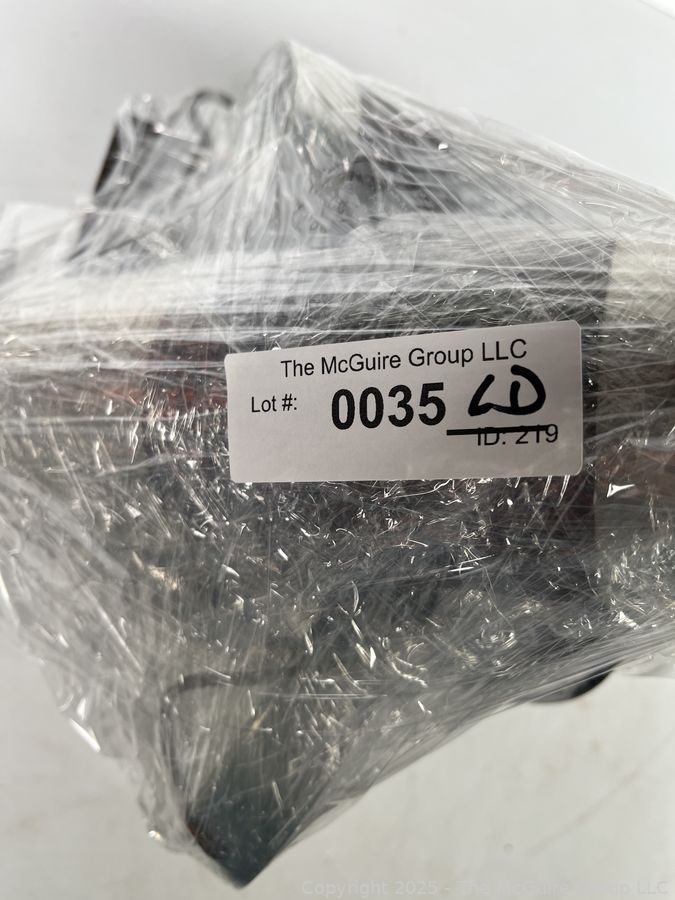 The McGuire Group LLC
Lot #: 0035 LD
ID: 219
Copyright 2025 - The McGuire Group LLC